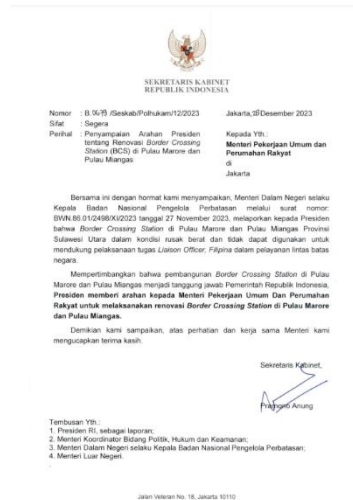 SEKRETARIS KABINET
REPUBLIK INDONESIA
Nomor : B. /Seskab/Polhukam/12/2023 Jakarta, Desember 2023
Sifat : Segera
Perihal : Penyampaian Arahan Presiden Kepada Yth.:
tentang Renovasi Border Crossing Menteri Pekerjaan Umum dan
Station (BCS) di Pulau Marore dan Perumahan Rakyat
Pulau Miangas di
Jakarta
Bersama ini dengan hormat kami menyampaikan, Menteri Dalam Negeri selaku
Kepala Badan Nasional Pengelola Perbatasan melalui surat nomor:
BWN.86.01/2498/XI/2023 tanggal 27 November 2023, melaporkan kepada Presiden
bahwa Border Crossing Station di Pulau Marore dan Pulau Miangas Provinsi
Sulawesi Utara dalam kondisi rusak berat dan tidak dapat digunakan untuk
mendukung pelaksanaan tugas Liaison Officer, Filipina dalam pelayanan lintas batas
negara.
Mempertimbangkan bahwa pembangunan Border Crossing Station di Pulau
Marore dan Pulau Miangas menjadi tanggung jawab Pemerintah Republik Indonesia,
Presiden memberi arahan kepada Menteri Pekerjaan Umum Dan Perumahan
Rakyat untuk melaksanakan renovasi Border Crossing Station di Pulau Marore
dan Pulau Miangas.
Demikian kami sampaikan, atas perhatian dan kerja sama Menteri kami
mengucapkan terima kasih.
Sekretaris Kabinet,
Pramono Anung
Tembusan Yth.:
1. Presiden RI, sebagai laporan;
2. Menteri Koordinator Bidang Politik, Hukum dan Keamanan;
3. Menteri Dalam Negeri selaku Kepala Badan Nasional Pengelola Perbatasan;
4. Menteri Luar Negeri.
Jalan Veteran No. 18, Jakarta 10110